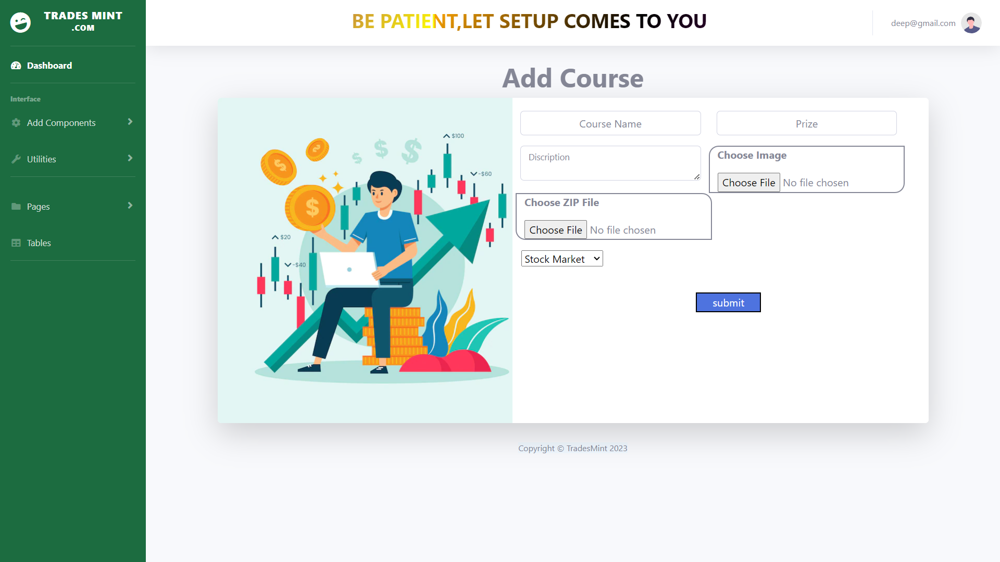 TRADES MINT
.COM
BE PATIENT,LET SETUP COMES TO YOU
deep@gmail.com
Dashboard
Interface
Add Components
Utilities
Pages
Tables
Add Course
$100
-$60
$20
-$40
$
$
$
$
$
$
Course Name
Prize
Discription
Choose Image
Choose File No file chosen
Choose ZIP File
Choose File No file chosen
Stock Market
submit
Copyright © TradesMint 2023